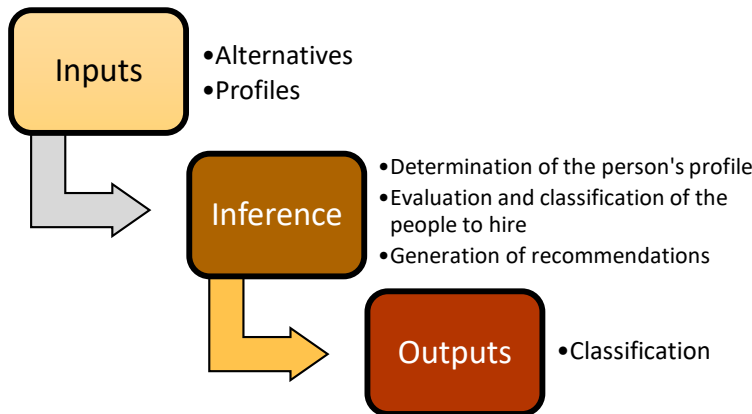 Inputs
•Alternatives
•Profiles
Inference
•Determination of the person's profile
•Evaluation and classification of the
people to hire
•Generation of recommendations
Outputs
•Classification